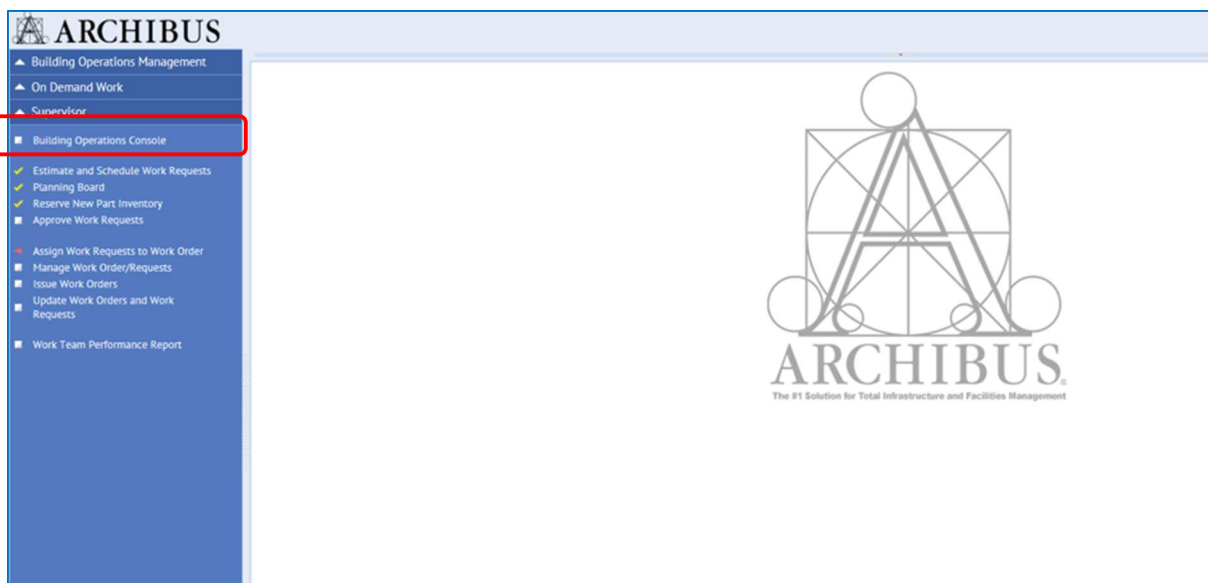 ARCHIBUS
Building Operations Management
On Demand Work
Supervisor
Building Operations Console
Estimate and Schedule Work Requests
Planning Board
Reserve New Part Inventory
Approve Work Requests
Assign Work Requests to Work Order
Manage Work Order/Requests
Issue Work Orders
Update Work Orders and Work
Requests
Work Team Performance Report
ARCHIBUS®
The #1 Solution for Total Infrastructure and Facilities Management